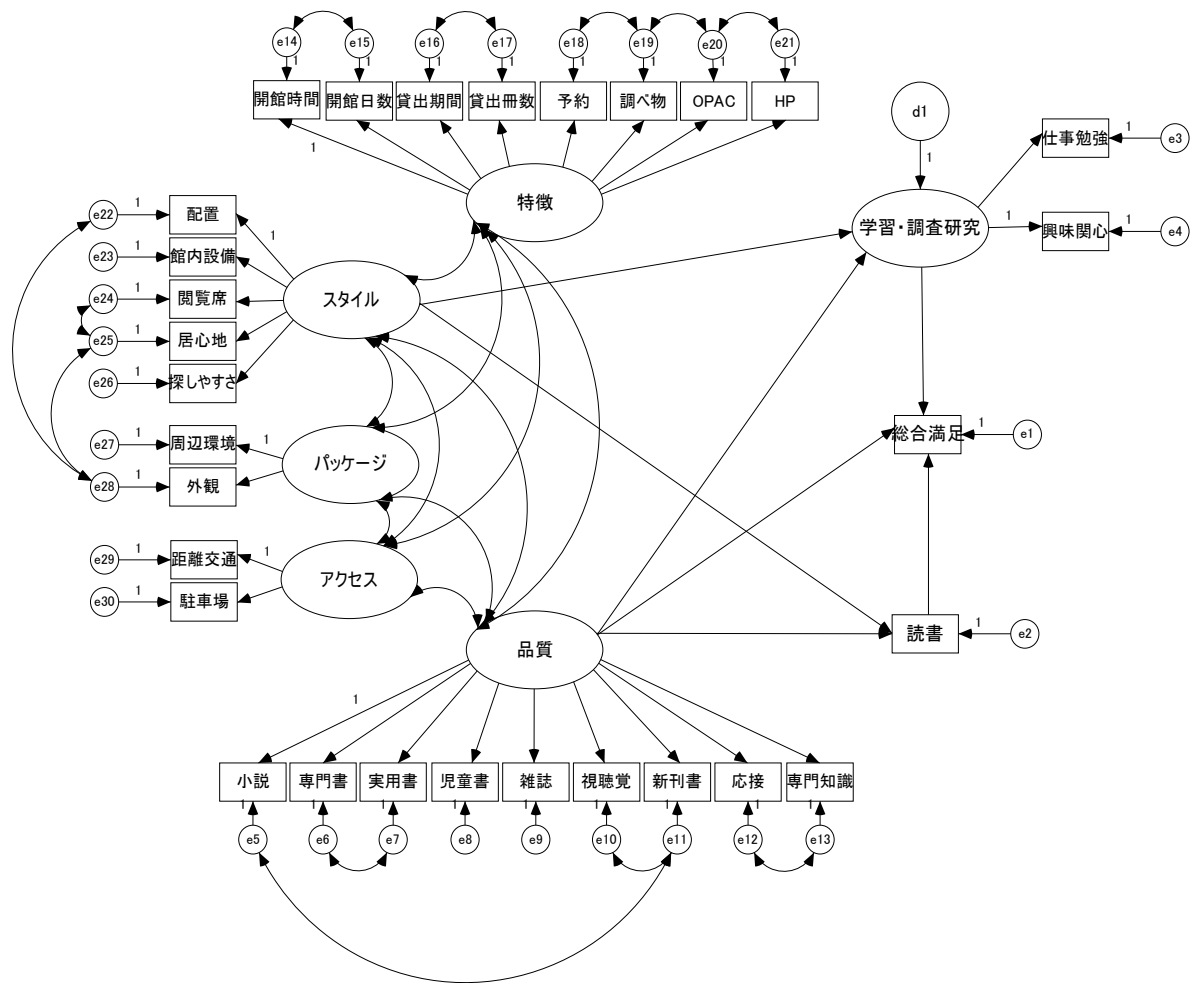 e14
e15
e16
e17
e18
e19
e20
e21
1
1
1
1
1
1
1
1
開館時間
開館日数
貸出期間
貸出冊数
予約
調べ物
OPAC
HP
1
特徴
d1
1
学習・調査研究
仕事勉強
1
e3
1
興味関心
1
e4
e22
1
配置
1
e23
1
館内設備
e24
1
閲覧席
e25
1
居心地
e26
1
探しやすさ
スタイル
e27
1
周辺環境
1
e28
1
外観
パッケージ
総合満足
1
e1
e29
1
距離交通
1
e30
1
駐車場
アクセス
読書
1
e2
品質
1
小説
専門書
実用書
児童書
雑誌
視聴覚
新刊書
応接
専門知識
1
1
1
1
1
1
1
1
1
e5
e6
e7
e8
e9
e10
e11
e12
e13